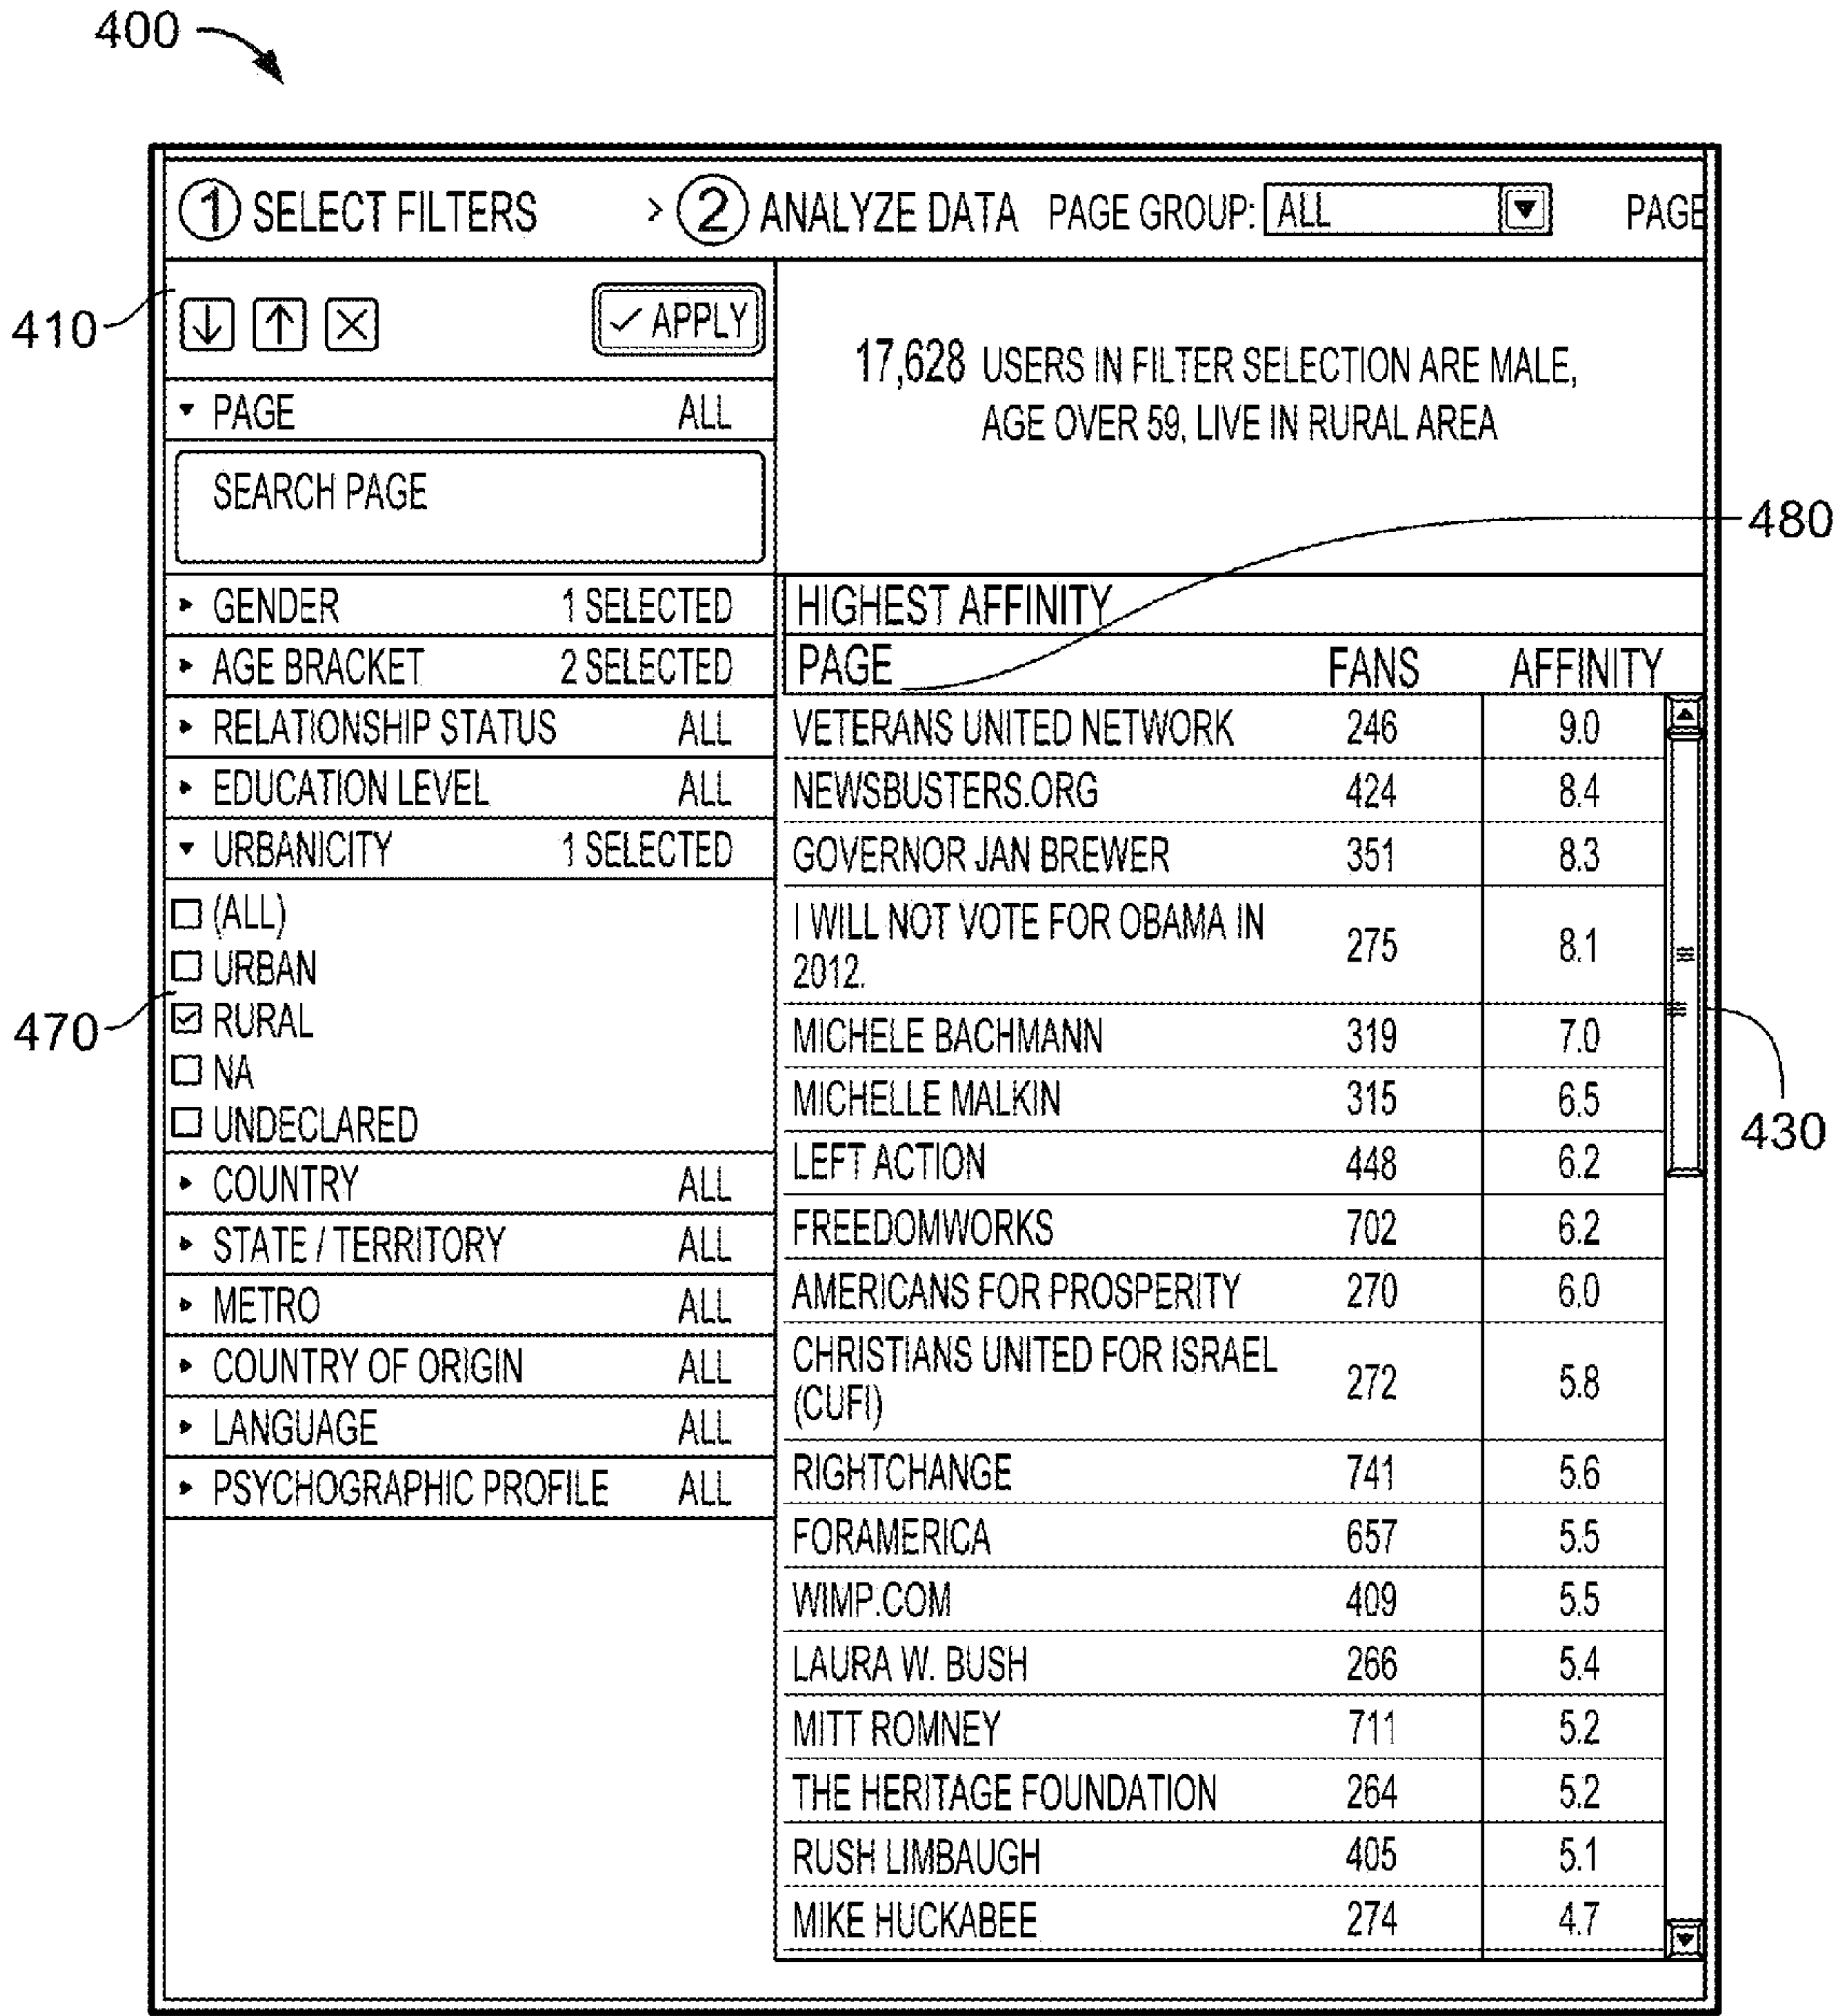 400
① SELECT FILTERS > ② ANALYZE DATA PAGE GROUP: ALL PAGE
410
✓ APPLY
PAGE ALL
SEARCH PAGE
17,628 USERS IN FILTER SELECTION ARE MALE,
AGE OVER 59, LIVE IN RURAL AREA
480
GENDER 1 SELECTED
AGE BRACKET 2 SELECTED
RELATIONSHIP STATUS ALL
EDUCATION LEVEL ALL
URBANICITY 1 SELECTED
(ALL)
URBAN
RURAL
NA
UNDECLARED
470
COUNTRY ALL
STATE / TERRITORY ALL
METRO ALL
COUNTRY OF ORIGIN ALL
LANGUAGE ALL
PSYCHOGRAPHIC PROFILE ALL
HIGHEST AFFINITY
PAGE FANS AFFINITY
VETERANS UNITED NETWORK 246 9.0
NEWSBUSTERS.ORG 424 8.4
GOVERNOR JAN BREWER 351 8.3
I WILL NOT VOTE FOR OBAMA IN
2012. 275 8.1
MICHELE BACHMANN 319 7.0
MICHELLE MALKIN 315 6.5
LEFT ACTION 448 6.2
FREEDOMWORKS 702 6.2
AMERICANS FOR PROSPERITY 270 6.0
CHRISTIANS UNITED FOR ISRAEL
(CUFI) 272 5.8
RIGHTCHANGE 741 5.6
FORAMERICA 657 5.5
WIMP.COM 409 5.5
LAURA W. BUSH 266 5.4
MITT ROMNEY 711 5.2
THE HERITAGE FOUNDATION 264 5.2
RUSH LIMBAUGH 405 5.1
MIKE HUCKABEE 274 4.7
430